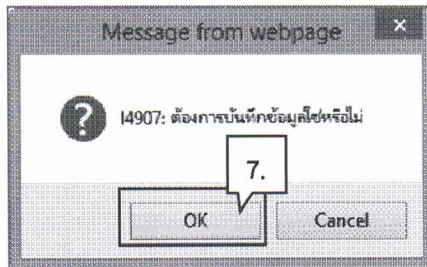 Message from webpage
I4907: ต้องการบันทึกข้อมูลใช่หรือไม่
7.
OK
Cancel